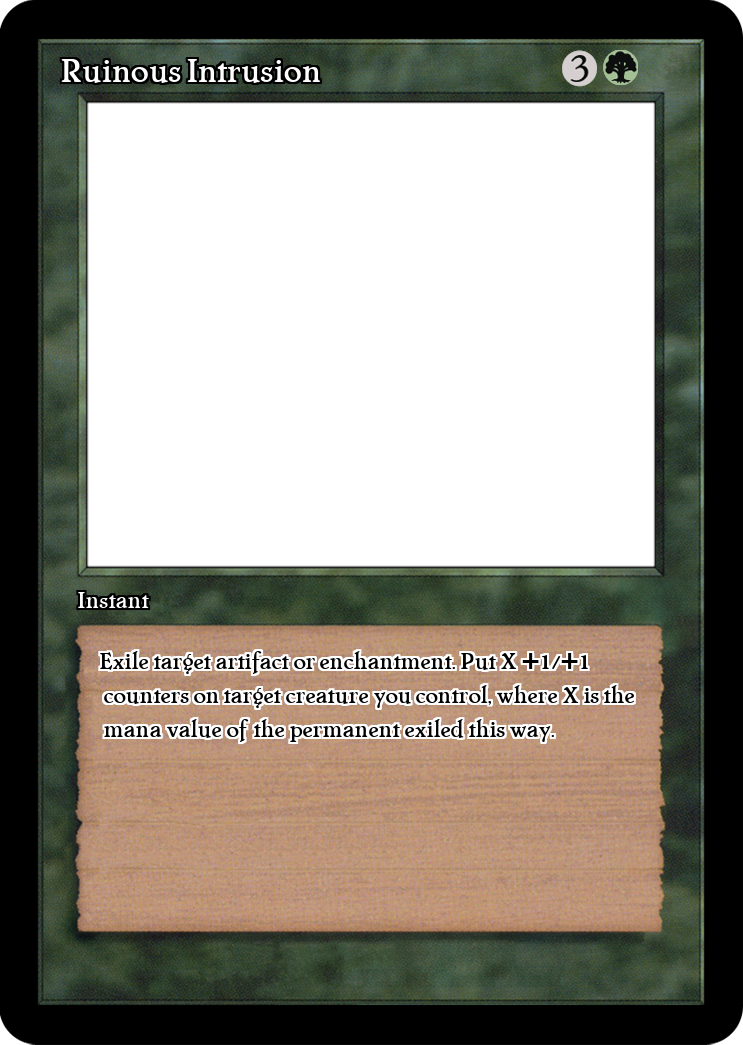 Ruinous Intrusion 3
Instant
Exile target artifact or enchantment. Put X +1/+1
counters on target creature you control, where X is the
mana value of the permanent exiled this way.